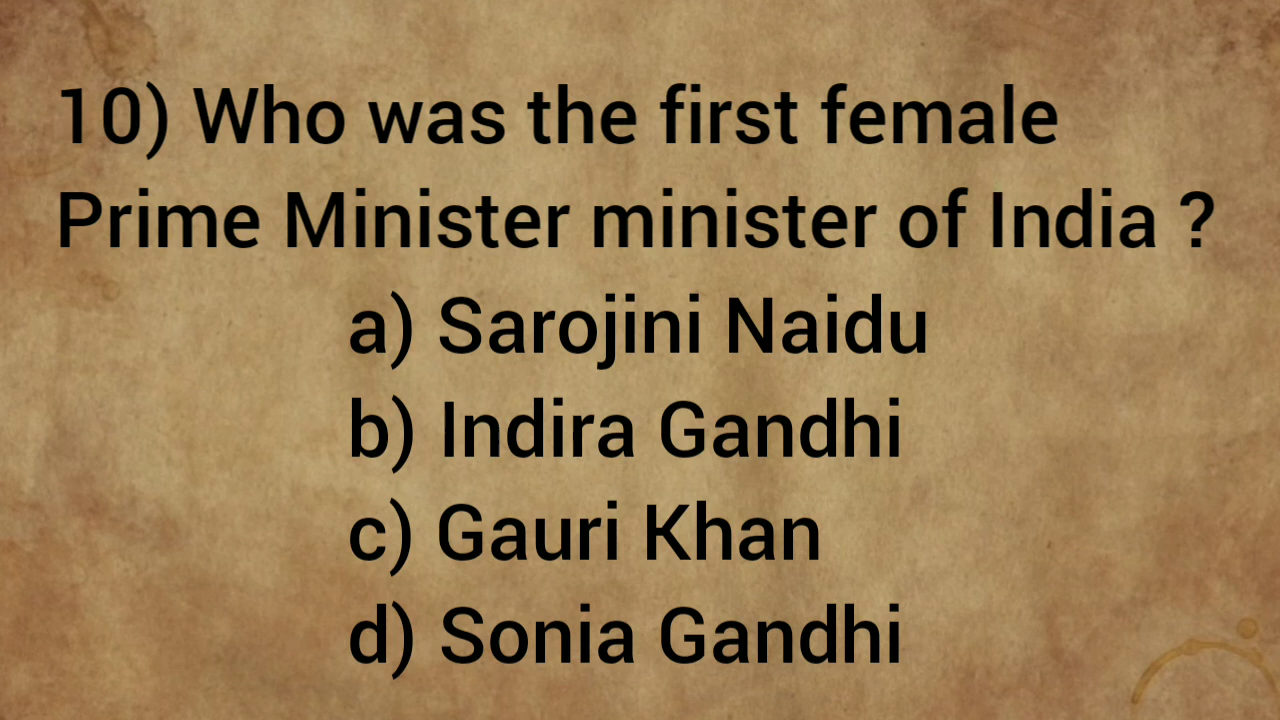 10) Who was the first female
Prime Minister minister of India ?
a) Sarojini Naidu
b) Indira Gandhi
c) Gauri Khan
d) Sonia Gandhi